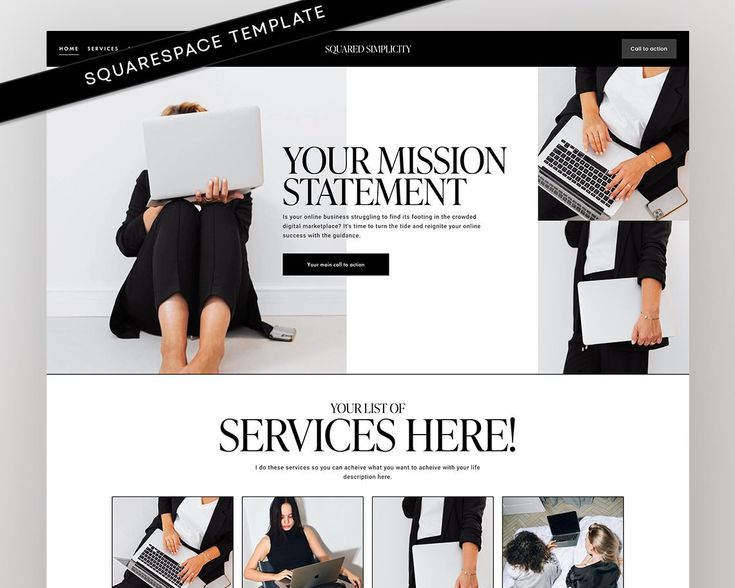 SQUARESPACE TEMPLATE
HOME SERVICES
SQUARED SIMPLICITY
Call to action
YOUR MISSION
STATEMENT
Is your online business struggling to find its footing in the crowded
digital marketplace? It's time to turn the tide and reignite your online
success with the guidance.
Your main call to action
YOUR LIST OF
SERVICES HERE!
I do these services so you can acheive what you want to acheive with your life
description here.